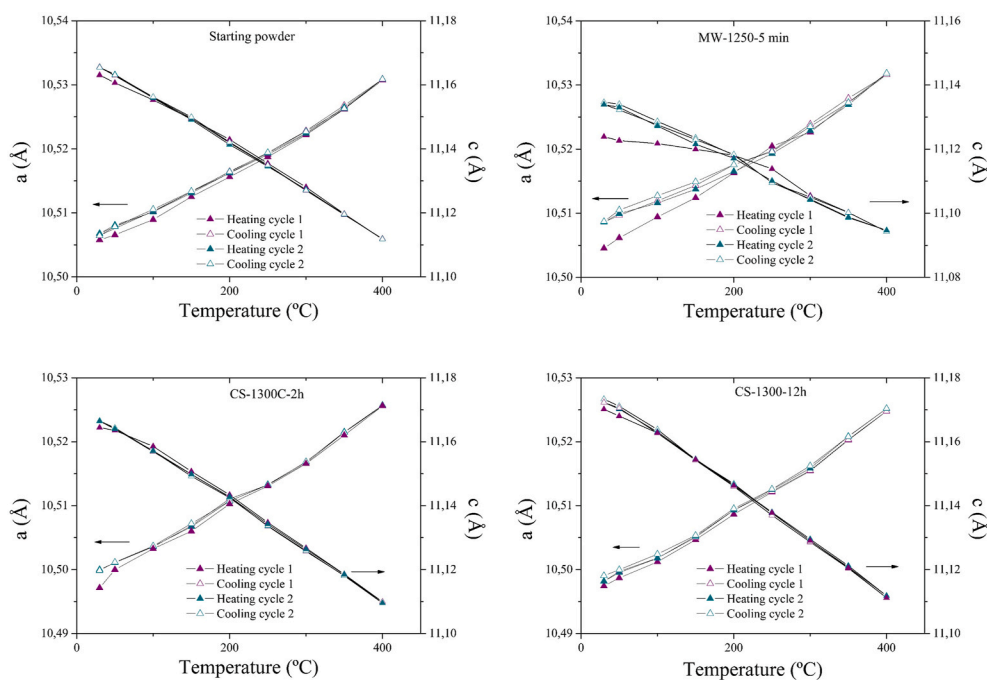 Starting powder
10,54
10,53
10,52
10,51
10,50
a (Å)
11,18
11,16
11,14
11,12
11,10
c (Å)
Heating cycle 1
Cooling cycle 1
Heating cycle 2
Cooling cycle 2
0
200
400
Temperature (ºC)
MW-1250-5 min
10,54
10,53
10,52
10,51
10,50
a (Å)
11,16
11,14
11,12
11,10
11,08
c (Å)
Heating cycle 1
Cooling cycle 1
Heating cycle 2
Cooling cycle 2
0
200
400
Temperature (ºC)
CS-1300C-2h
10,53
10,52
10,51
10,50
10,49
a (Å)
11,18
11,16
11,14
11,12
11,10
c (Å)
Heating cycle 1
Cooling cycle 1
Heating cycle 2
Cooling cycle 2
0
200
400
Temperature (ºC)
CS-1300-12h
10,53
10,52
10,51
10,50
10,49
a (Å)
11,18
11,16
11,14
11,12
11,10
c (Å)
Heating cycle 1
Cooling cycle 1
Heating cycle 2
Cooling cycle 2
0
200
400
Temperature (ºC)